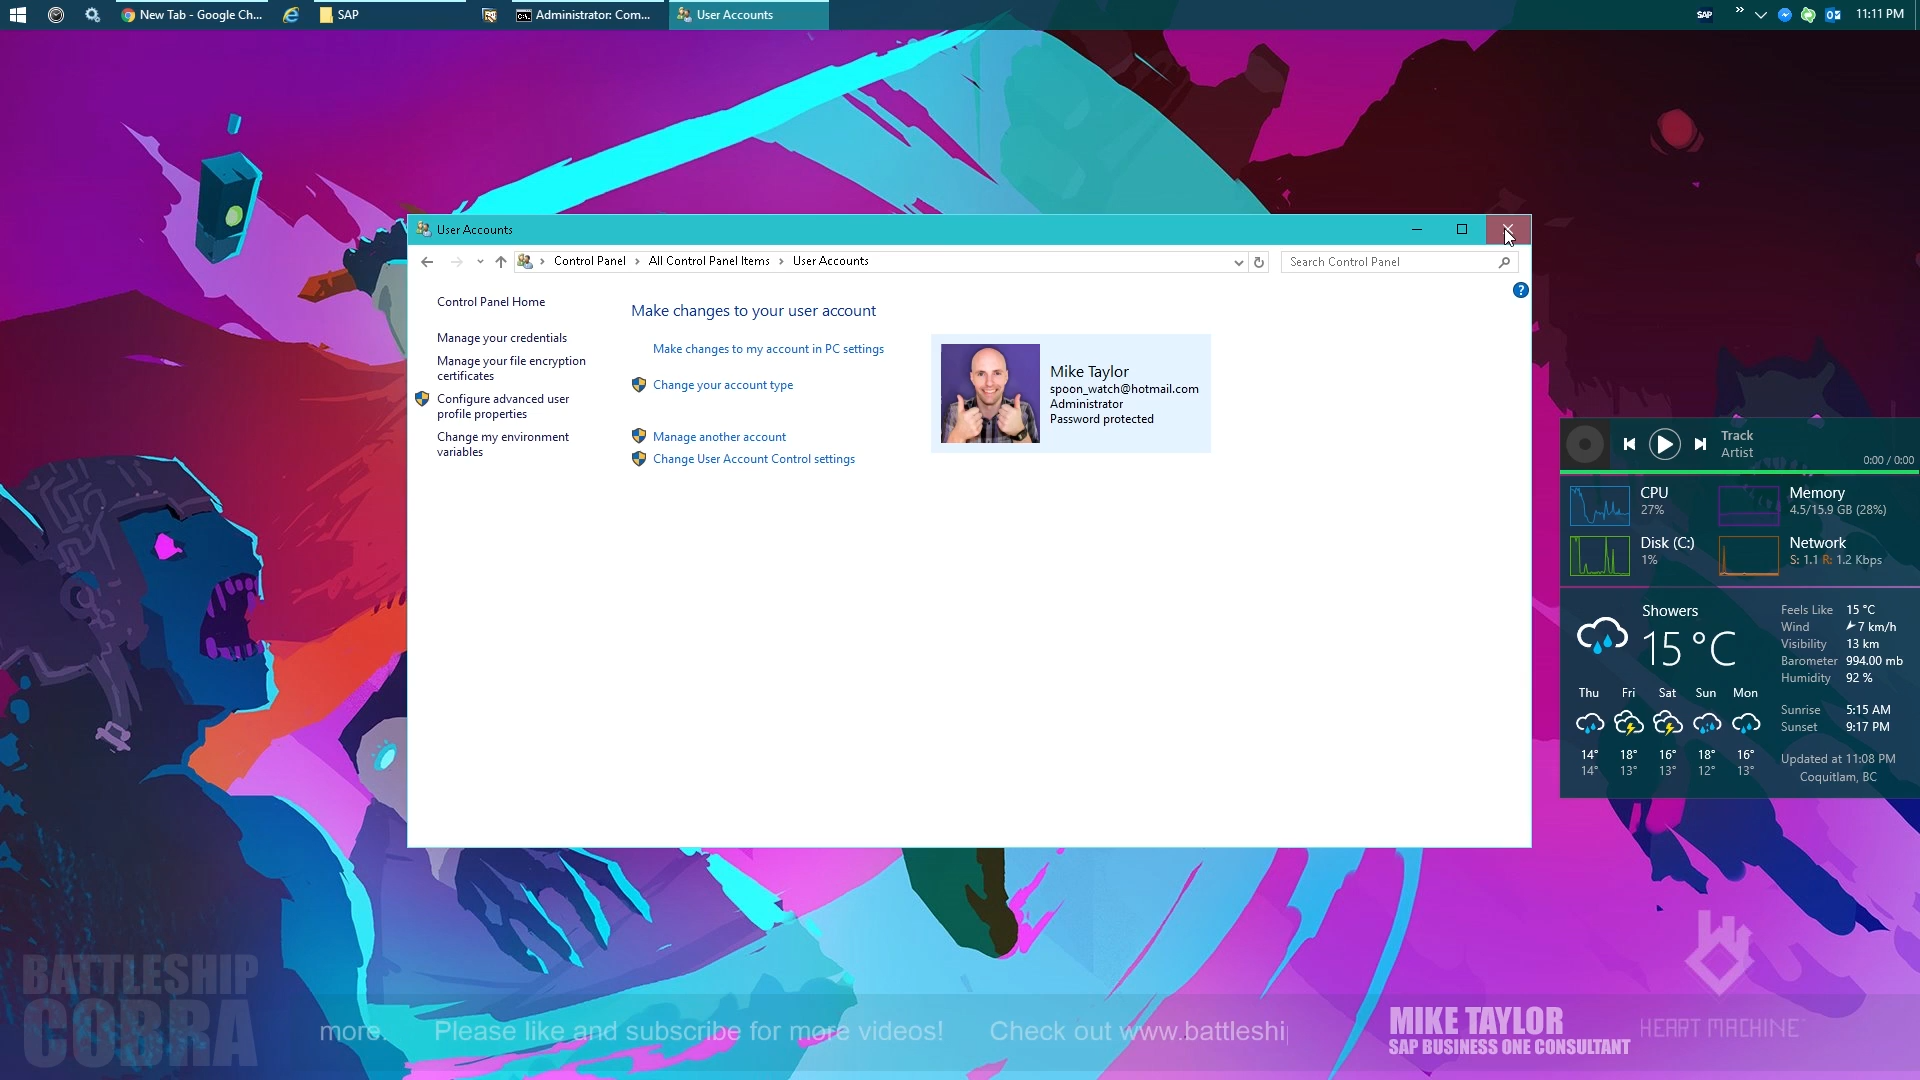 New Tab - Google Ch...
SAP
Administrator: Com...
User Accounts
SAP
11:11 PM
User Accounts
Control Panel
All Control Panel Items
User Accounts
Search Control Panel
Control Panel Home
Manage your credentials
Manage your file encryption
certificates
Configure advanced user
profile properties
Change my environment
variables
Make changes to your user account
Make changes to my account in PC settings
Change your account type
Manage another account
Change User Account Control settings
Mike Taylor
spoon_watch@hotmail.com
Administrator
Password protected
Track
Artist
0:00 / 0:00
CPU
27%
Memory
4.5/15.9 GB (28%)
Disk (C:)
1%
Network
S: 1.1 R: 1.2 Kbps
Showers
15 °C
Feels Like 15 °C
Wind 7 km/h
Visibility 13 km
Barometer 994.00 mb
Humidity 92 %
Sunrise 5:15 AM
Sunset 9:17 PM
Updated at 11:08 PM
Coquitlam, BC
Thu Fri Sat Sun Mon
14° 18° 16° 18° 16°
14° 13° 13° 12° 13°
BATTLESHIP
COBRA
more. Please like and subscribe for more videos! Check out www.battleshi
MIKE TAYLOR
SAP BUSINESS ONE CONSULTANT
HEART MACHINE